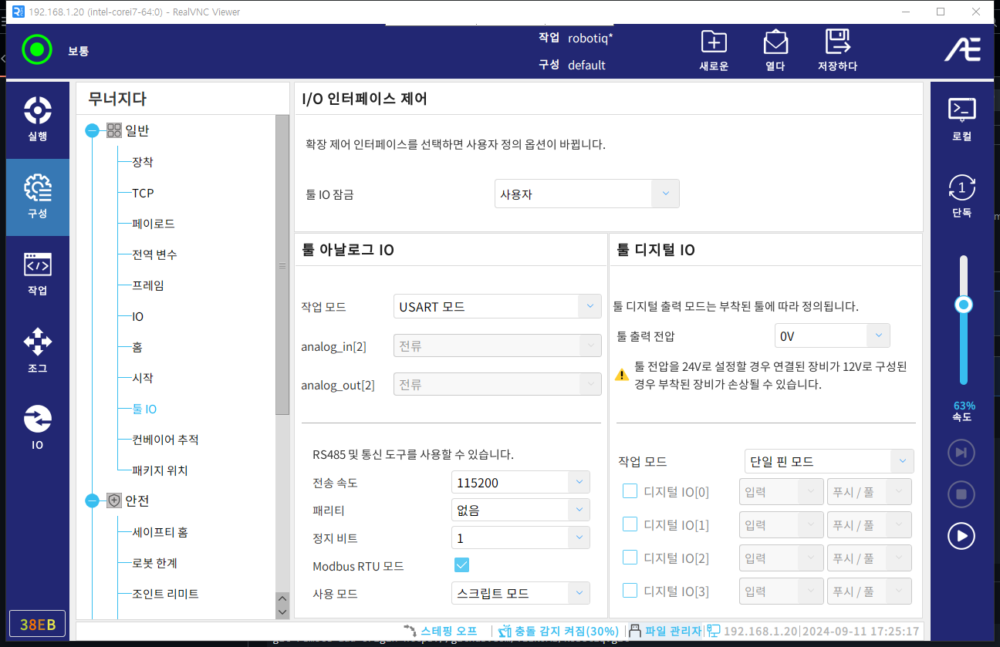 192.168.1.20 (intel-corei7-64:0) - RealVNC Viewer
보통
작업 robotiq*
구성 default
새로운
열다
저장하다
실행
구성
작업
조그
IO
38EB
무너지다
일반
장착
TCP
페이로드
전역 변수
프레임
IO
홈
시작
툴 IO
컨베이어 추적
패키지 위치
안전
세이프티 홈
로봇 한계
조인트 리미트
I/O 인터페이스 제어
확장 제어 인터페이스를 선택하면 사용자 정의 옵션이 바뀝니다.
툴 IO 잠금 사용자
툴 아날로그 IO
작업 모드 USART 모드
analog_in[2] 전류
analog_out[2] 전류
RS485 및 통신 도구를 사용할 수 있습니다.
전송 속도 115200
패리티 없음
정지 비트 1
Modbus RTU 모드
사용 모드 스크립트 모드
툴 디지털 IO
툴 디지털 출력 모드는 부착된 툴에 따라 정의됩니다.
툴 출력 전압 0V
툴 전압을 24V로 설정할 경우 연결된 장비가 12V로 구성된
경우 부착된 장비가 손상될 수 있습니다.
작업 모드 단일 핀 모드
디지털 IO[0] 입력 푸시 / 풀
디지털 IO[1] 입력 푸시 / 풀
디지털 IO[2] 입력 푸시 / 풀
디지털 IO[3] 입력 푸시 / 풀
로컬
1
단독
63%
속도
스테핑 오프 충돌 감지 켜짐(30%) 파일 관리자 192.168.1.20 2024-09-11 17:25:17